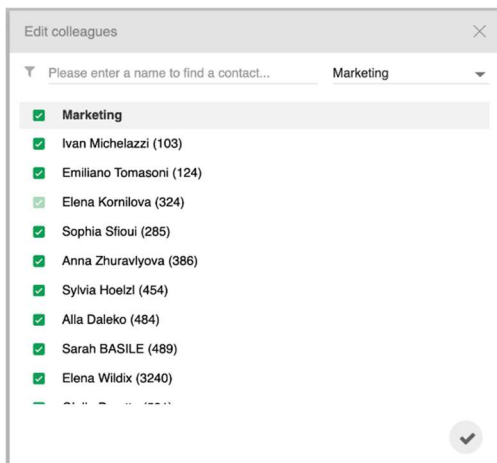 Edit colleagues
Please enter a name to find a contact...
Marketing
Marketing
Ivan Michelazzi (103)
Emiliano Tomasoni (124)
Elena Kornilova (324)
Sophia Sfioui (285)
Anna Zhuravlyova (386)
Sylvia Hoelzl (454)
Alla Daleko (484)
Sarah BASILE (489)
Elena Wildix (3240)